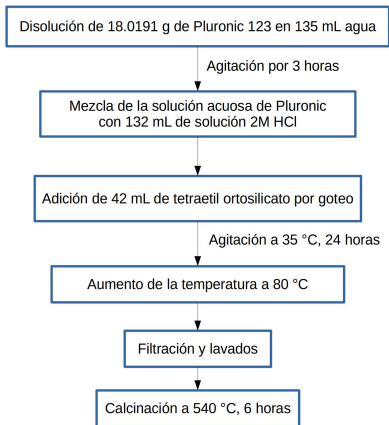 Disolución de 18.0191 g de Pluronic 123 en 135 mL agua
Agitación por 3 horas
Mezcla de la solución acuosa de Pluronic
con 132 mL de solución 2M HCl
Adición de 42 mL de tetraetil ortosilicato por goteo
Agitación a 35 °C, 24 horas
Aumento de la temperatura a 80 °C
Filtración y lavados
Calcinación a 540 °C, 6 horas